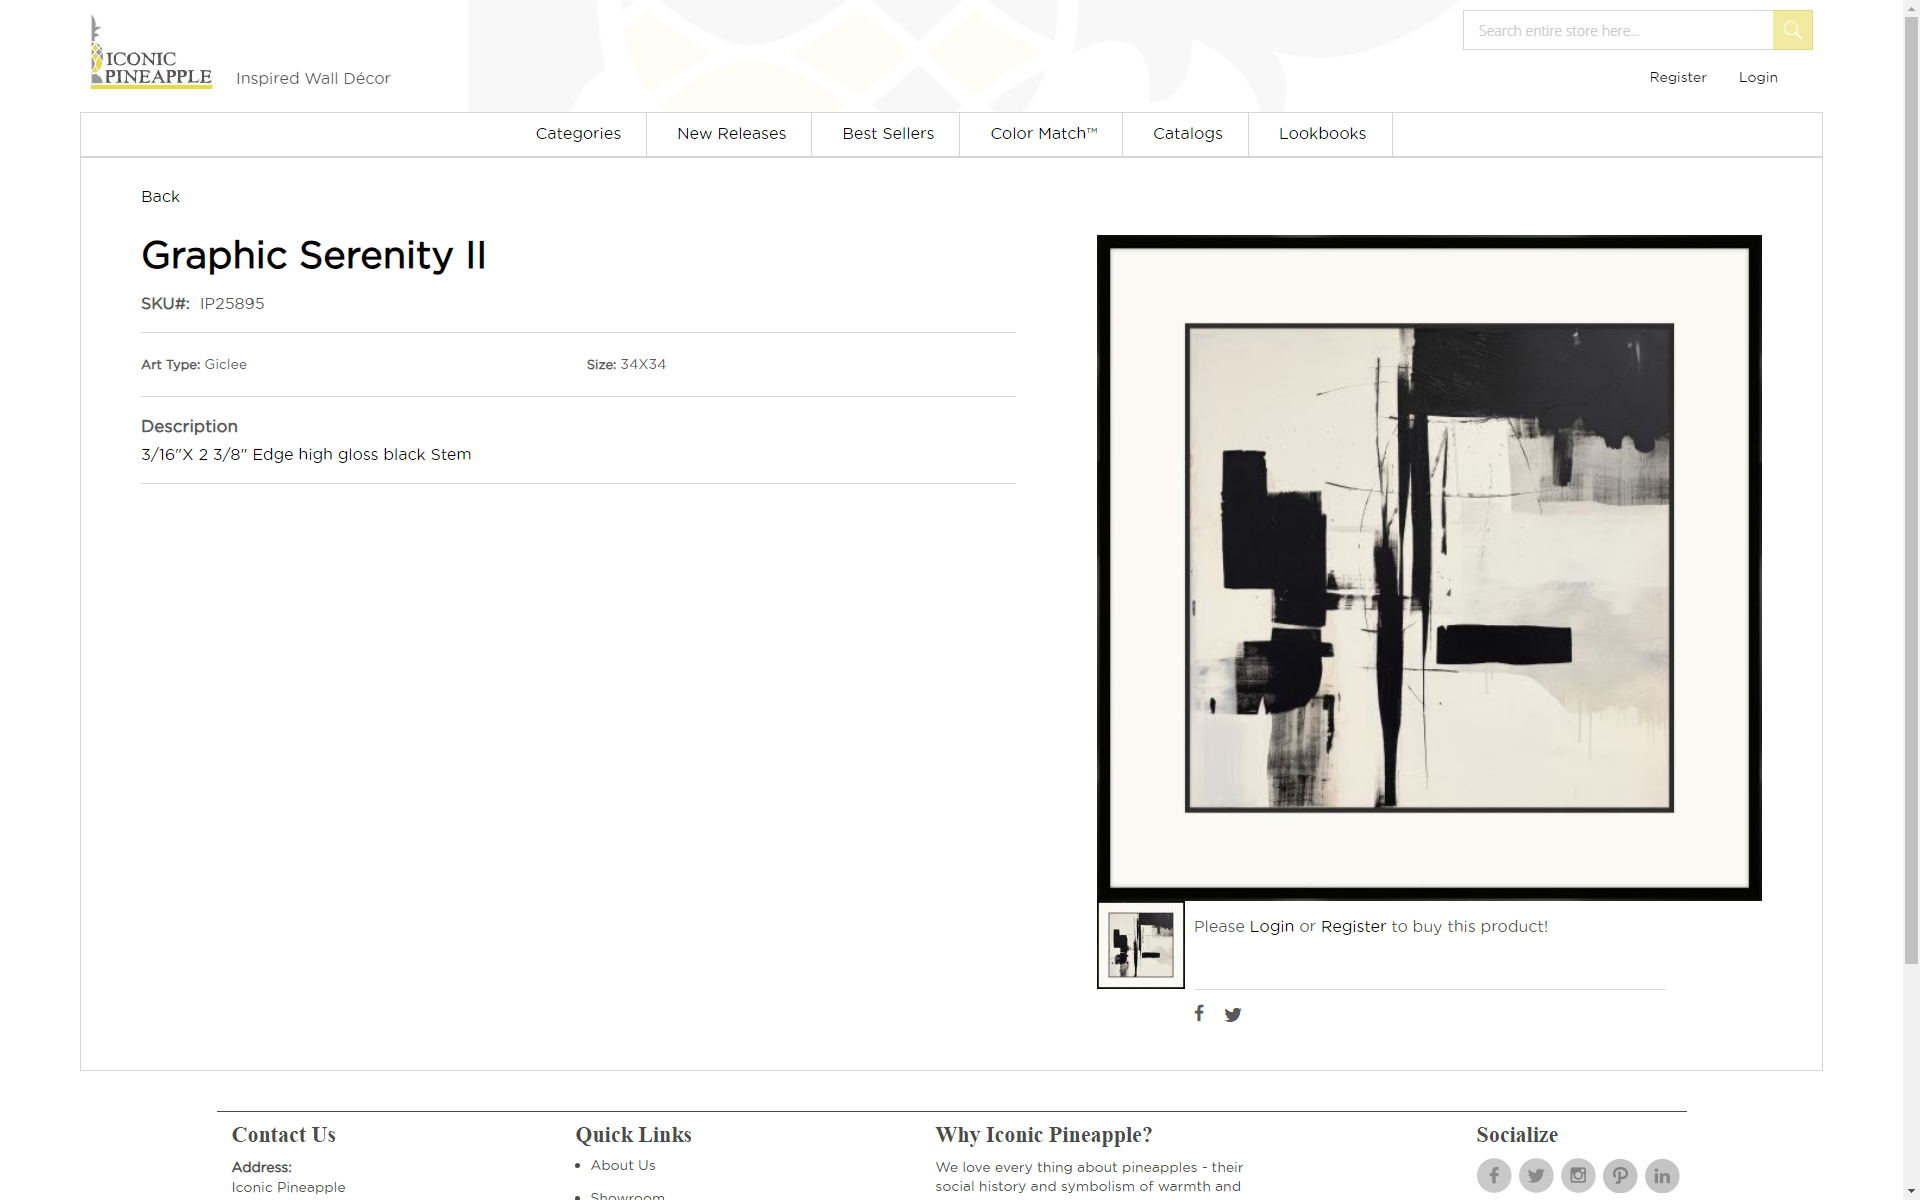 ICONIC
PINEAPPLE
Inspired Wall Décor
Search entire store here...
Register
Login
Categories
New Releases
Best Sellers
Color Match™
Catalogs
Lookbooks
Back
Graphic Serenity II
SKU#: IP25895
Art Type: Giclee
Size: 34X34
Description
3/16"X 2 3/8" Edge high gloss black Stem
Please Login or Register to buy this product!
Contact Us
Address:
Iconic Pineapple
Quick Links
About Us
Showroom
Why Iconic Pineapple?
We love every thing about pineapples - their
social history and symbolism of warmth and
Socialize